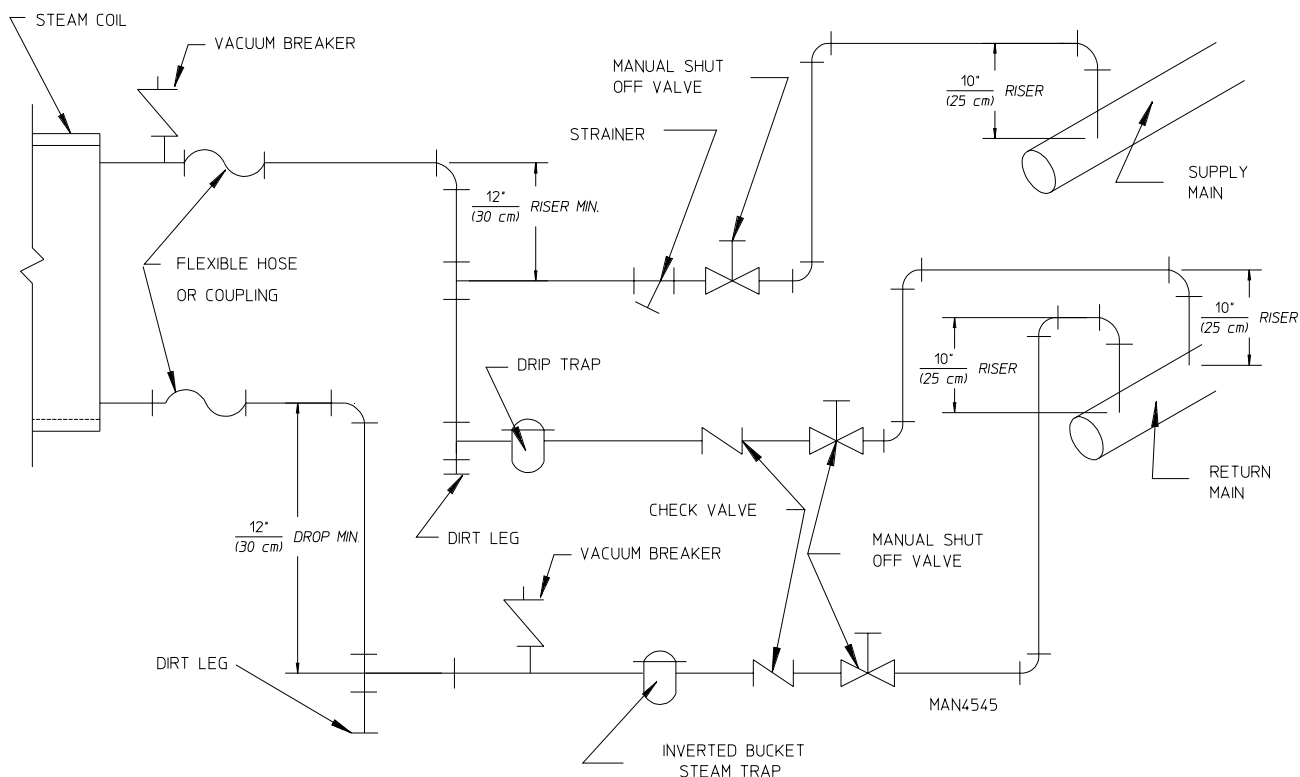 STEAM COIL
VACUUM BREAKER
MANUAL SHUT
OFF VALVE
10"
(25 cm) RISER
STRAINER
SUPPLY
MAIN
12"
(30 cm) RISER MIN.
FLEXIBLE HOSE
OR COUPLING
10"
(25 cm) RISER
10"
(25 cm) RISER
DRIP TRAP
RETURN
MAIN
CHECK VALVE
12"
(30 cm) DROP MIN.
DIRT LEG
VACUUM BREAKER
MANUAL SHUT
OFF VALVE
DIRT LEG
MAN4545
INVERTED BUCKET
STEAM TRAP